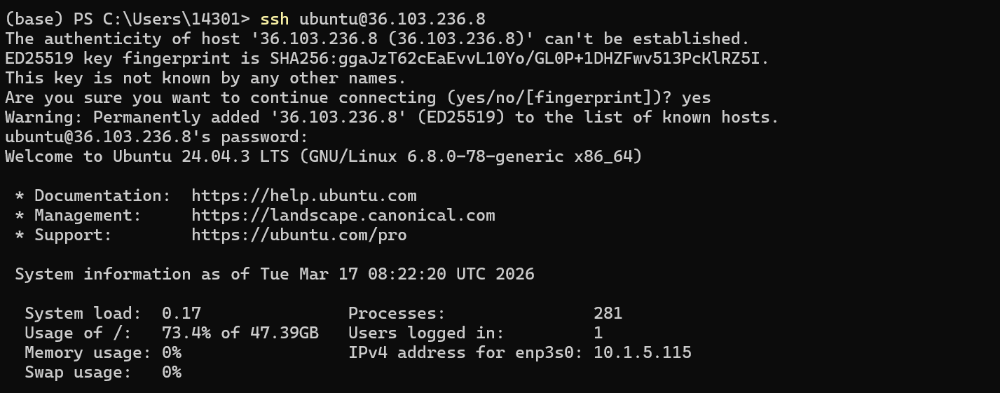 (base) PS C:\Users\14301> ssh ubuntu@36.103.236.8
The authenticity of host '36.103.236.8 (36.103.236.8)' can't be established.
ED25519 key fingerprint is SHA256:ggaJzT62cEaEvvL10Yo/GL0P+1DHZFwv513PcKlRZ5I.
This key is not known by any other names.
Are you sure you want to continue connecting (yes/no/[fingerprint])? yes
Warning: Permanently added '36.103.236.8' (ED25519) to the list of known hosts.
ubuntu@36.103.236.8's password:
Welcome to Ubuntu 24.04.3 LTS (GNU/Linux 6.8.0-78-generic x86_64)

 * Documentation:  https://help.ubuntu.com
 * Management:     https://landscape.canonical.com
 * Support:        https://ubuntu.com/pro

 System information as of Tue Mar 17 08:22:20 UTC 2026

  System load:  0.17               Processes:               281
  Usage of /:   73.4% of 47.39GB   Users logged in:         1
  Memory usage: 0%                 IPv4 address for enp3s0: 10.1.5.115
  Swap usage:   0%